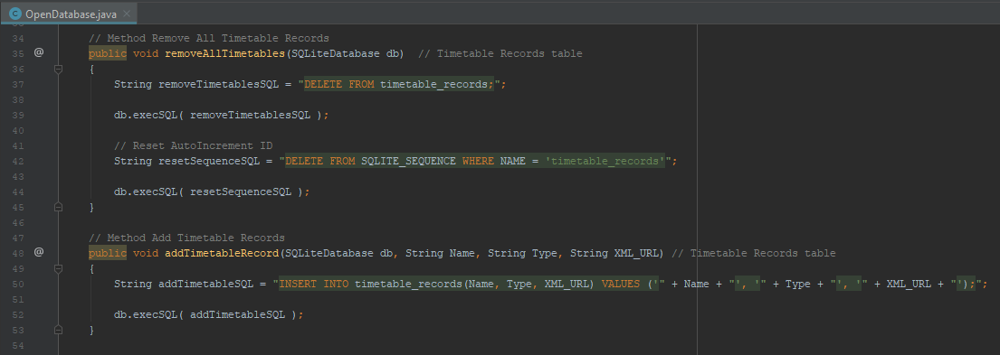 OpenDatabase.java
34 // Method Remove All Timetable Records
35 @ public void removeAllTimetables(SQLiteDatabase db)  // Timetable Records table
36 {
37 String removeTimetablesSQL = "DELETE FROM timetable_records;";
38
39 db.execSQL( removeTimetablesSQL );
40
41 // Reset AutoIncrement ID
42 String resetSequenceSQL = "DELETE FROM SQLITE_SEQUENCE WHERE NAME = 'timetable_records'";
43
44 db.execSQL( resetSequenceSQL );
45 }
46
47 // Method Add Timetable Records
48 @ public void addTimetableRecord(SQLiteDatabase db, String Name, String Type, String XML_URL) // Timetable Records table
49 {
50 String addTimetableSQL = "INSERT INTO timetable_records(Name, Type, XML_URL) VALUES ('" + Name + "', '" + Type + "', '" + XML_URL + "');";
51
52 db.execSQL( addTimetableSQL );
53 }
54